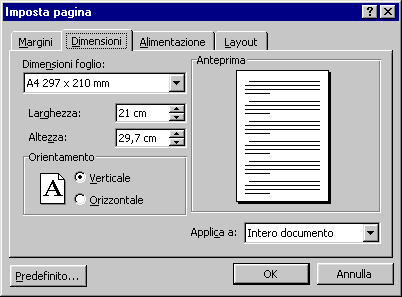 Imposta pagina
Margini Dimensioni Alimentazione Layout
Dimensioni foglio:
A4 297 x 210 mm
Larghezza: 21 cm
Altezza: 29,7 cm
Orientamento
A
Verticale
Orizzontale
Anteprima
Applica a: Intero documento
Predefinito... OK Annulla